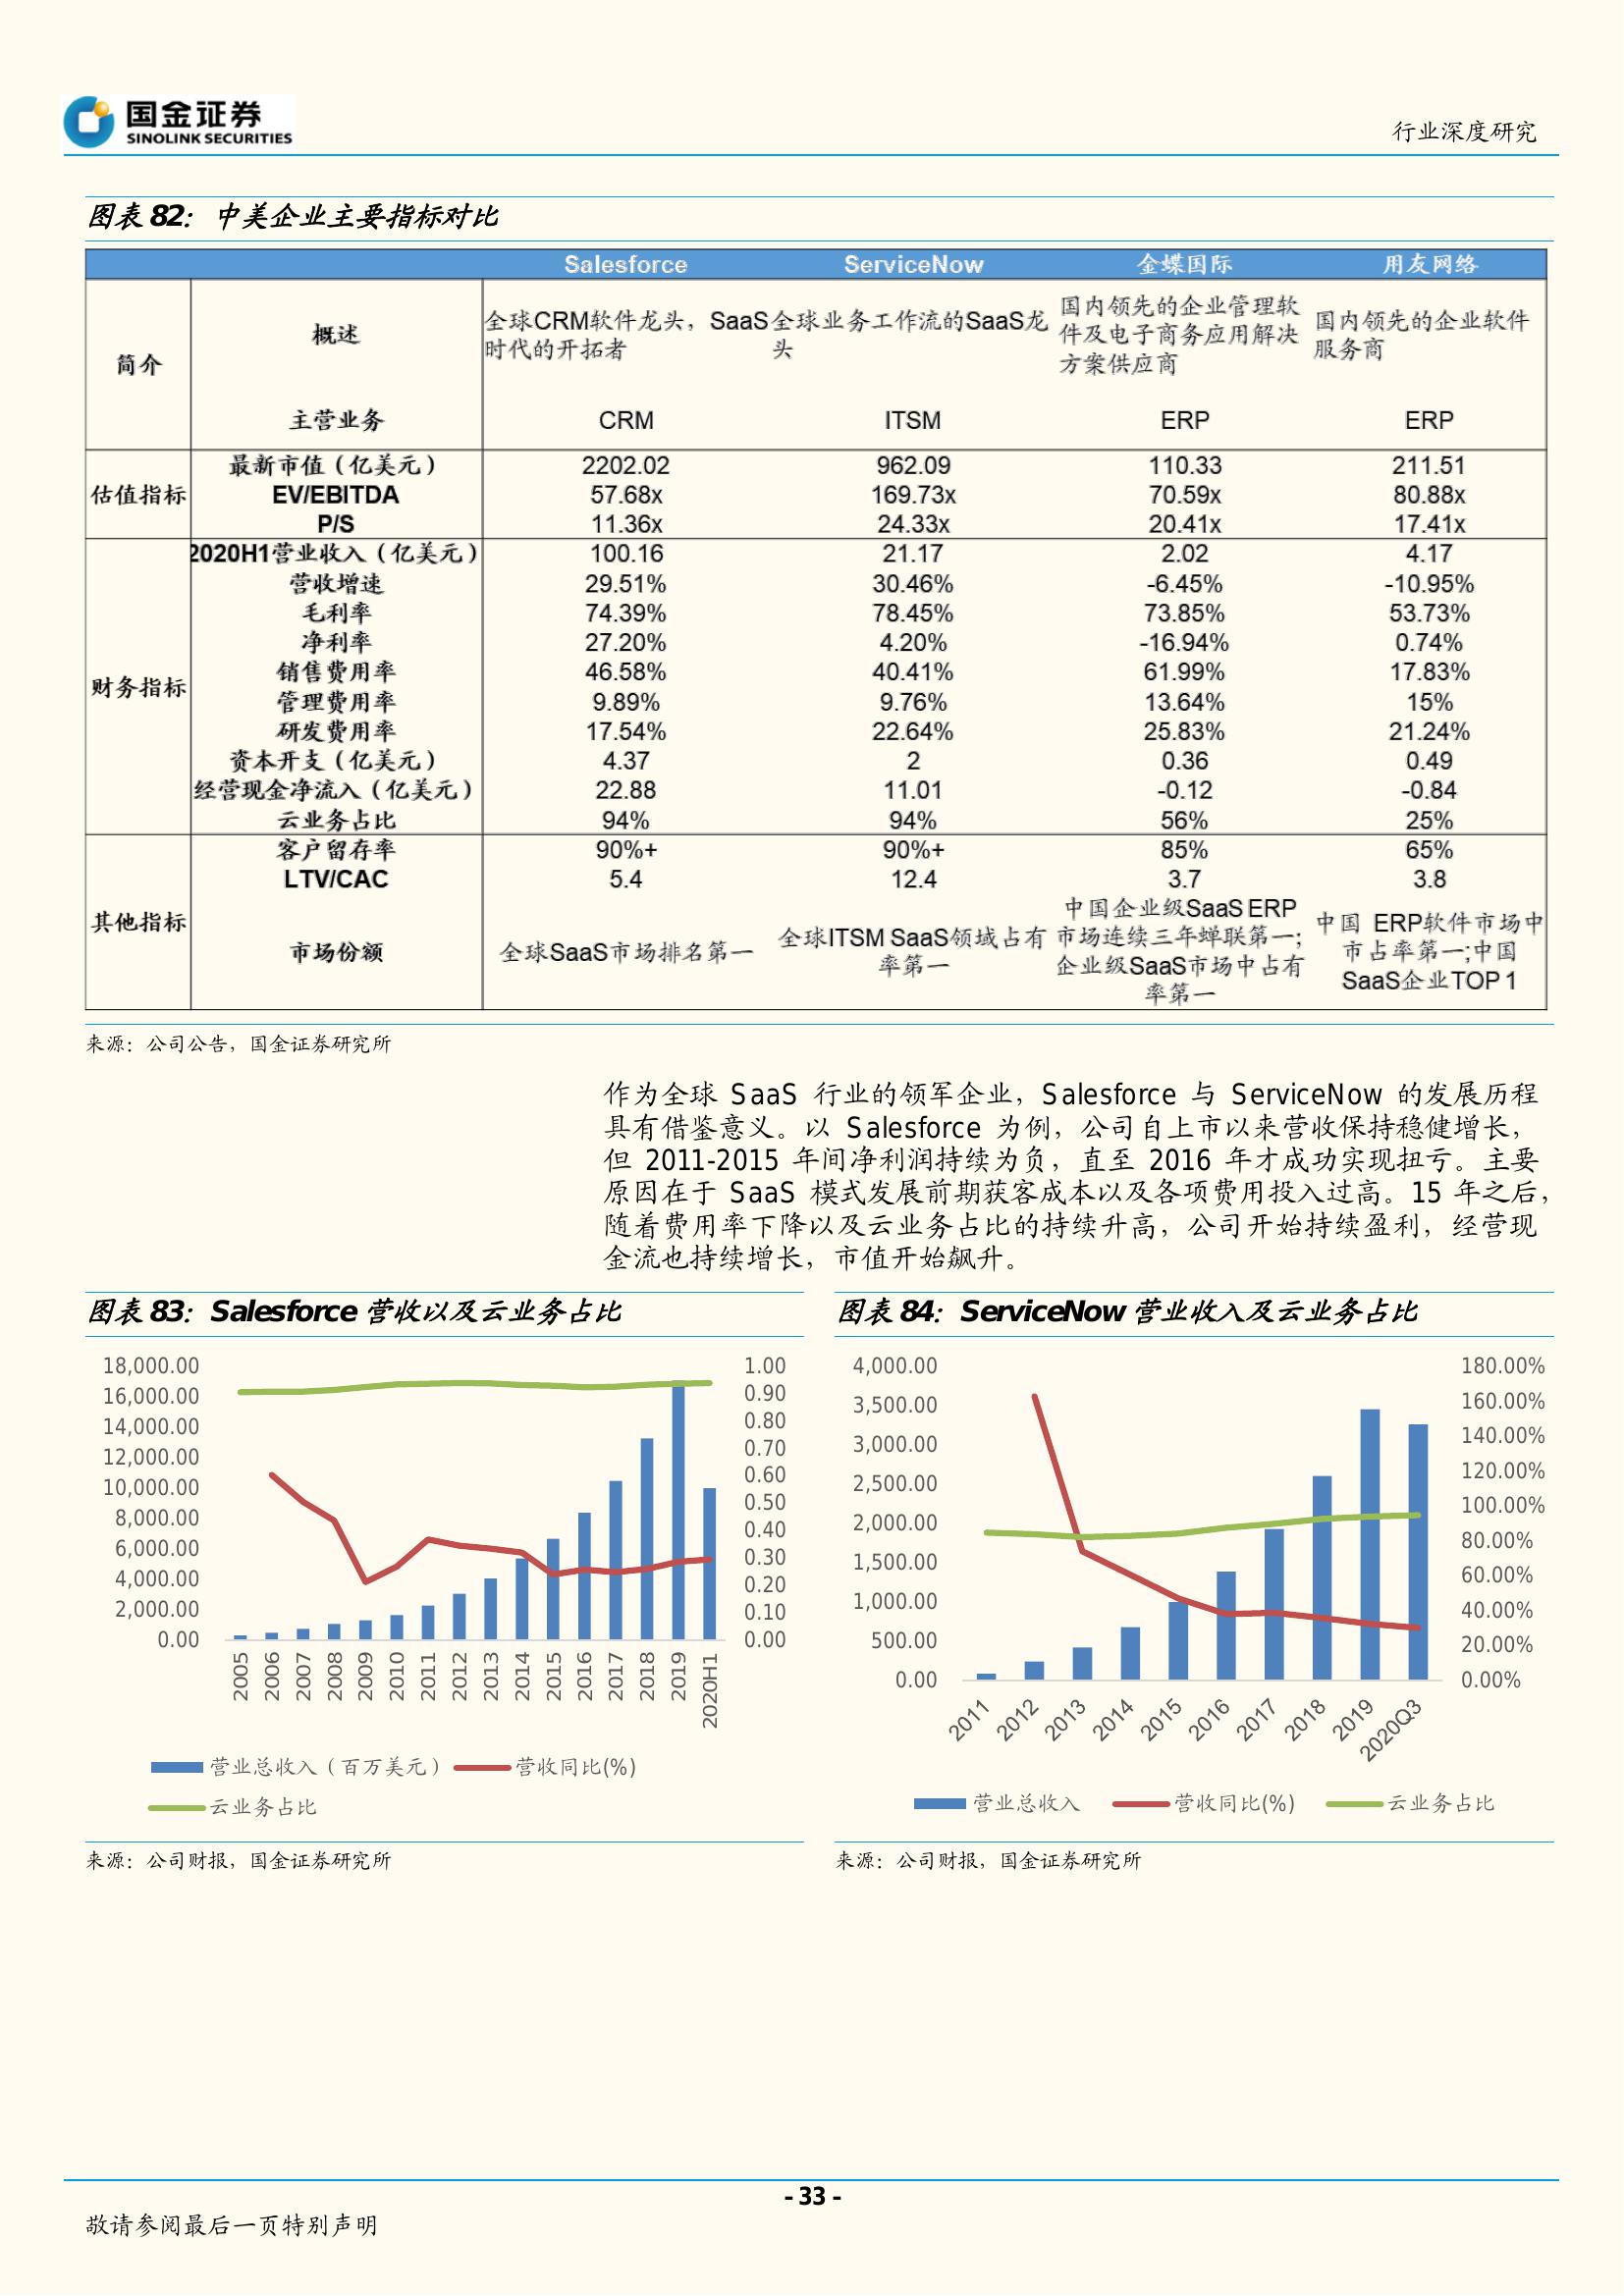 国金证券
SINOLINK SECURITIES
行业深度研究
图表82：中美企业主要指标对比
Salesforce ServiceNow 金蝶国际 用友网络
简介
概述
全球CRM软件龙头，SaaS
时代的开拓者
全球业务工作流的SaaS龙
头
国内领先的企业管理软
件及电子商务应用解决
方案供应商
国内领先的企业软件
服务商
主营业务 CRM ITSM ERP ERP
估值指标
最新市值（亿美元） 2202.02 962.09 110.33 211.51
EV/EBITDA 57.68x 169.73x 70.59x 80.88x
P/S 11.36x 24.33x 20.41x 17.41x
财务指标
2020H1营业收入（亿美元） 100.16 21.17 2.02 4.17
营收增速 29.51% 30.46% -6.45% -10.95%
毛利率 74.39% 78.45% 73.85% 53.73%
净利率 27.20% 4.20% -16.94% 0.74%
销售费用率 46.58% 40.41% 61.99% 17.83%
管理费用率 9.89% 9.76% 13.64% 15%
研发费用率 17.54% 22.64% 25.83% 21.24%
资本开支（亿美元） 4.37 2 0.36 0.49
经营现金净流入（亿美元） 22.88 11.01 -0.12 -0.84
云业务占比 94% 94% 56% 25%
其他指标
客户留存率 90%+ 90%+ 85% 65%
LTV/CAC 5.4 12.4 3.7 3.8
市场份额
全球SaaS市场排名第一
全球ITSM SaaS领域占有
率第一
中国企业级SaaS ERP
市场连续三年蝉联第一;
企业级SaaS市场中占有
率第一
中国 ERP软件市场中
市占率第一;中国
SaaS企业TOP 1
来源：公司公告，国金证券研究所
作为全球 SaaS 行业的领军企业，Salesforce 与 ServiceNow 的发展历程
具有借鉴意义。以 Salesforce 为例，公司自上市以来营收保持稳健增长，
但 2011-2015 年间净利润持续为负，直至 2016 年才成功实现扭亏。主要
原因在于 SaaS 模式发展前期获客成本以及各项费用投入过高。15 年之后，
随着费用率下降以及云业务占比的持续升高，公司开始持续盈利，经营现
金流也持续增长，市值开始飙升。
图表83：Salesforce 营收以及云业务占比
18,000.00
16,000.00
14,000.00
12,000.00
10,000.00
8,000.00
6,000.00
4,000.00
2,000.00
0.00
1.00
0.90
0.80
0.70
0.60
0.50
0.40
0.30
0.20
0.10
0.00
2005 2006 2007 2008 2009 2010 2011 2012 2013 2014 2015 2016 2017 2018 2019 2020H1
营业总收入（百万美元） 营收同比(%)
云业务占比
来源：公司财报，国金证券研究所
图表84：ServiceNow 营业收入及云业务占比
4,000.00
3,500.00
3,000.00
2,500.00
2,000.00
1,500.00
1,000.00
500.00
0.00
180.00%
160.00%
140.00%
120.00%
100.00%
80.00%
60.00%
40.00%
20.00%
0.00%
2011 2012 2013 2014 2015 2016 2017 2018 2019 2020Q3
营业总收入 营收同比(%) 云业务占比
来源：公司财报，国金证券研究所
- 33 -
敬请参阅最后一页特别声明